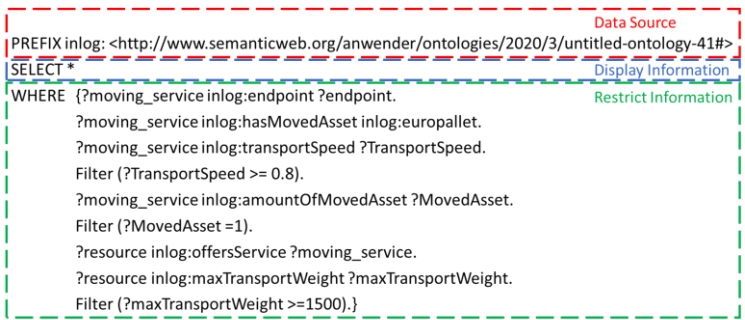 Data Source
PREFIX inlog: <http://www.semanticweb.org/anwender/ontologies/2020/3/untitled-ontology-41#>
SELECT * Display Information
WHERE {?moving_service inlog:endpoint ?endpoint. Restrict Information
?moving_service inlog:hasMovedAsset inlog:europallet.
?moving_service inlog:transportSpeed ?TransportSpeed.
Filter (?TransportSpeed >= 0.8).
?moving_service inlog:amountOfMovedAsset ?MovedAsset.
Filter (?MovedAsset =1).
?resource inlog:offersService ?moving_service.
?resource inlog:maxTransportWeight ?maxTransportWeight.
Filter (?maxTransportWeight >=1500).}